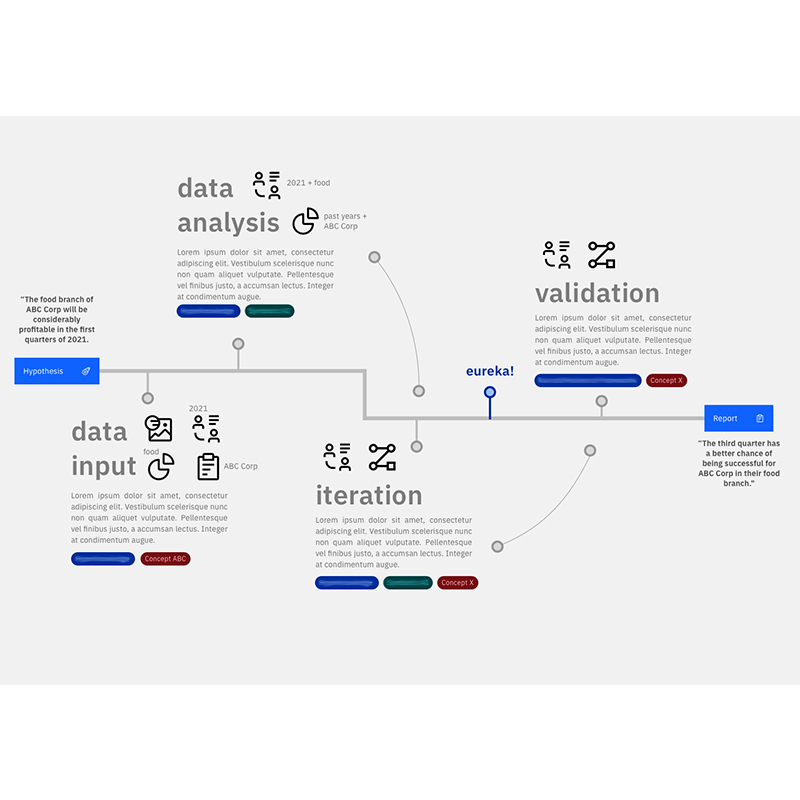 data
analysis
2021 + food
past years +
ABC Corp
Lorem ipsum dolor sit amet, consectetur
adipiscing elit. Vestibulum scelerisque nunc
non quam aliquet vulputate. Pellentesque
vel finibus justo, a accumsan lectus. Integer
at condimentum augue.
"The food branch of
ABC Corp will be
considerably
profitable in the first
quarters of 2021.
Hypothesis
data
input
2021
food
ABC Corp
Lorem ipsum dolor sit amet, consectetur
adipiscing elit. Vestibulum scelerisque nunc
non quam aliquet vulputate. Pellentesque
vel finibus justo, a accumsan lectus. Integer
at condimentum augue.
Concept ABC
iteration
Lorem ipsum dolor sit amet, consectetur
adipiscing elit. Vestibulum scelerisque nunc
non quam aliquet vulputate. Pellentesque
vel finibus justo, a accumsan lectus. Integer
at condimentum augue.
Concept X
eureka!
validation
Lorem ipsum dolor sit amet, consectetur
adipiscing elit. Vestibulum scelerisque nunc
non quam aliquet vulputate. Pellentesque
vel finibus justo, a accumsan lectus. Integer
at condimentum augue.
Concept X
Report
"The third quarter has
a better chance of
being successful for
ABC Corp in their food
branch."